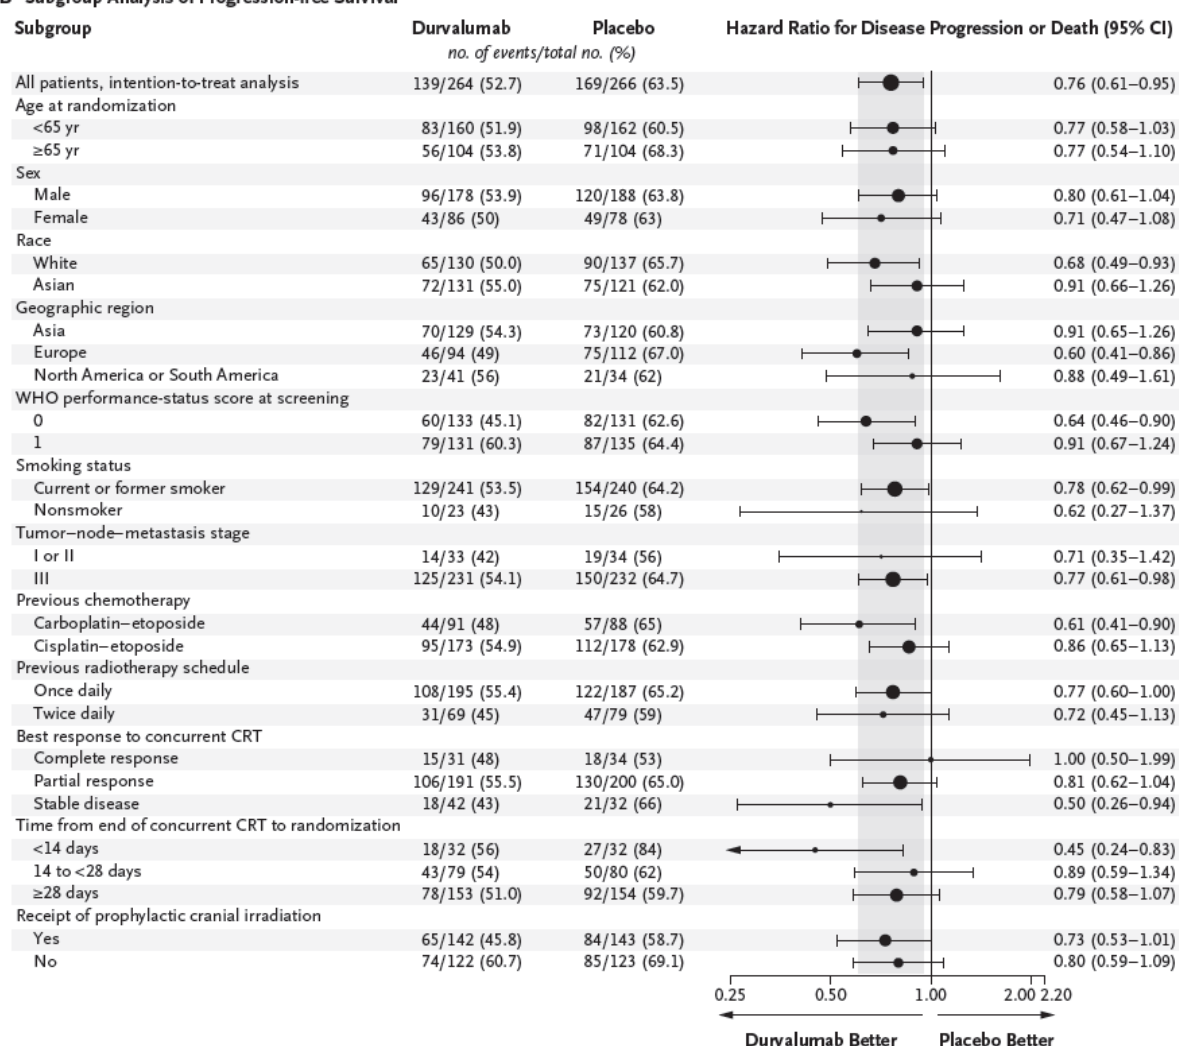 Subgroup Analysis of Progression-free Survival
Subgroup Durvalumab Placebo Hazard Ratio for Disease Progression or Death (95% CI)
no. of events/total no. (%)
All patients, intention-to-treat analysis 139/264 (52.7) 169/266 (63.5) 0.76 (0.61–0.95)
Age at randomization
<65 yr 83/160 (51.9) 98/162 (60.5) 0.77 (0.58–1.03)
≥65 yr 56/104 (53.8) 71/104 (68.3) 0.77 (0.54–1.10)
Sex
Male 96/178 (53.9) 120/188 (63.8) 0.80 (0.61–1.04)
Female 43/86 (50) 49/78 (63) 0.71 (0.47–1.08)
Race
White 65/130 (50.0) 90/137 (65.7) 0.68 (0.49–0.93)
Asian 72/131 (55.0) 75/121 (62.0) 0.91 (0.66–1.26)
Geographic region
Asia 70/129 (54.3) 73/120 (60.8) 0.91 (0.65–1.26)
Europe 46/94 (49) 75/112 (67.0) 0.60 (0.41–0.86)
North America or South America 23/41 (56) 21/34 (62) 0.88 (0.49–1.61)
WHO performance-status score at screening
0 60/133 (45.1) 82/131 (62.6) 0.64 (0.46–0.90)
1 79/131 (60.3) 87/135 (64.4) 0.91 (0.67–1.24)
Smoking status
Current or former smoker 129/241 (53.5) 154/240 (64.2) 0.78 (0.62–0.99)
Nonsmoker 10/23 (43) 15/26 (58) 0.62 (0.27–1.37)
Tumor–node–metastasis stage
I or II 14/33 (42) 19/34 (56) 0.71 (0.35–1.42)
III 125/231 (54.1) 150/232 (64.7) 0.77 (0.61–0.98)
Previous chemotherapy
Carboplatin–etoposide 44/91 (48) 57/88 (65) 0.61 (0.41–0.90)
Cisplatin–etoposide 95/173 (54.9) 112/178 (62.9) 0.86 (0.65–1.13)
Previous radiotherapy schedule
Once daily 108/195 (55.4) 122/187 (65.2) 0.77 (0.60–1.00)
Twice daily 31/69 (45) 47/79 (59) 0.72 (0.45–1.13)
Best response to concurrent CRT
Complete response 15/31 (48) 18/34 (53) 1.00 (0.50–1.99)
Partial response 106/191 (55.5) 130/200 (65.0) 0.81 (0.62–1.04)
Stable disease 18/42 (43) 21/32 (66) 0.50 (0.26–0.94)
Time from end of concurrent CRT to randomization
<14 days 18/32 (56) 27/32 (84) 0.45 (0.24–0.83)
14 to <28 days 43/79 (54) 50/80 (62) 0.89 (0.59–1.34)
≥28 days 78/153 (51.0) 92/154 (59.7) 0.79 (0.58–1.07)
Receipt of prophylactic cranial irradiation
Yes 65/142 (45.8) 84/143 (58.7) 0.73 (0.53–1.01)
No 74/122 (60.7) 85/123 (69.1) 0.80 (0.59–1.09)
0.25 0.50 1.00 2.00 2.20
Durvalumab Better Placebo Better